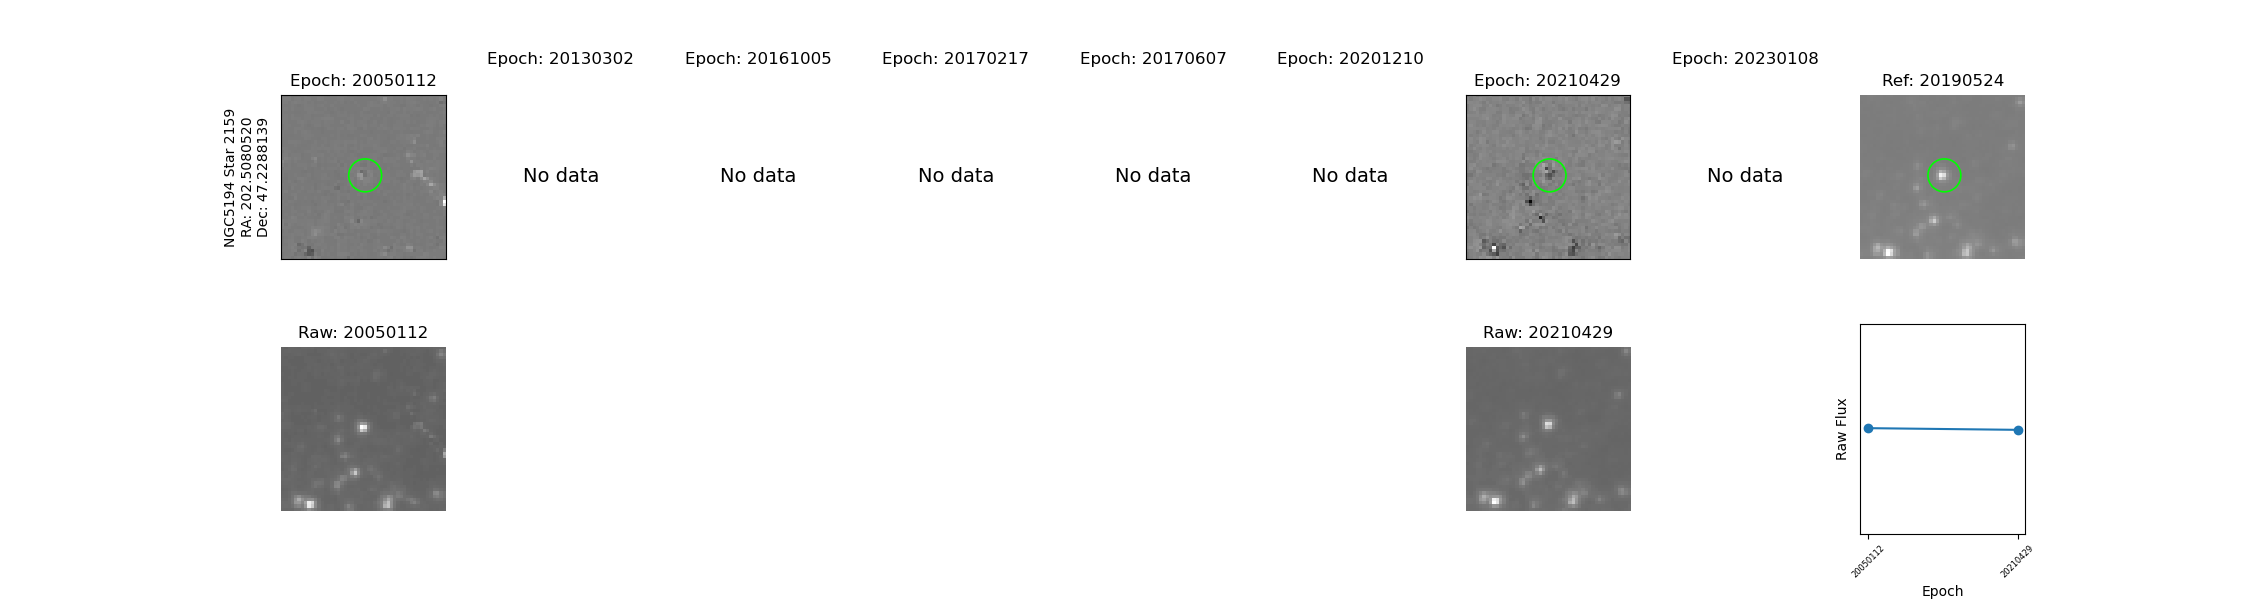 Epoch: 20050112
Epoch: 20130302
Epoch: 20161005
Epoch: 20170217
Epoch: 20170607
Epoch: 20201210
Epoch: 20210429
Epoch: 20230108
Ref: 20190524
NGC5194 Star 2159
RA: 202.5080520
Dec: 47.2288139
No data
No data
No data
No data
No data
No data
Raw: 20050112
Raw: 20210429
Raw Flux
20050112
20210429
Epoch